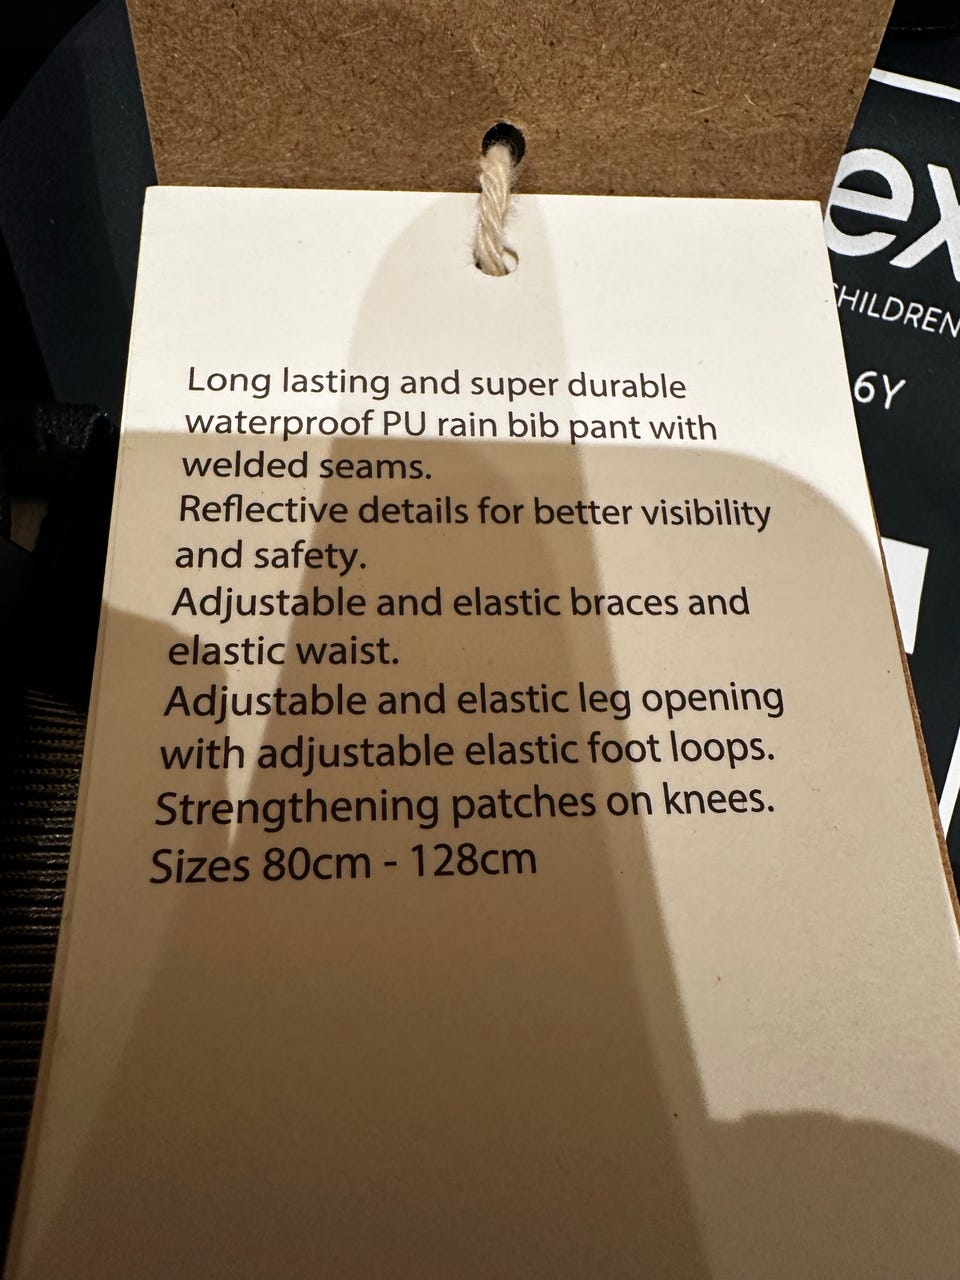 Long lasting and super durable
waterproof PU rain bib pant with
welded seams.
Reflective details for better visibility
and safety.
Adjustable and elastic braces and
elastic waist.
Adjustable and elastic leg opening
with adjustable elastic foot loops.
Strengthening patches on knees.
Sizes 80cm - 128cm
ex
CHILDREN
6Y